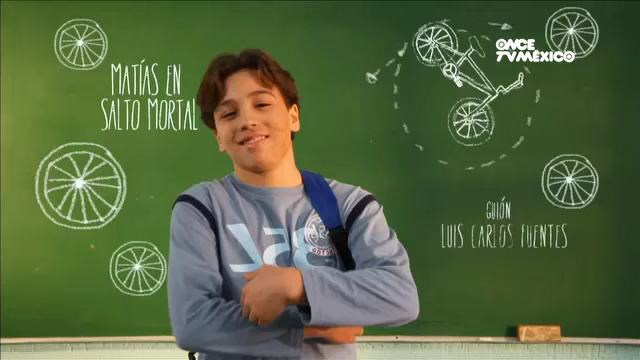 MATÍAS EN
SALTO MORTAL
ONCE
TV MÉXICO
GUIÓN
LUIS CARLOS FUENTES